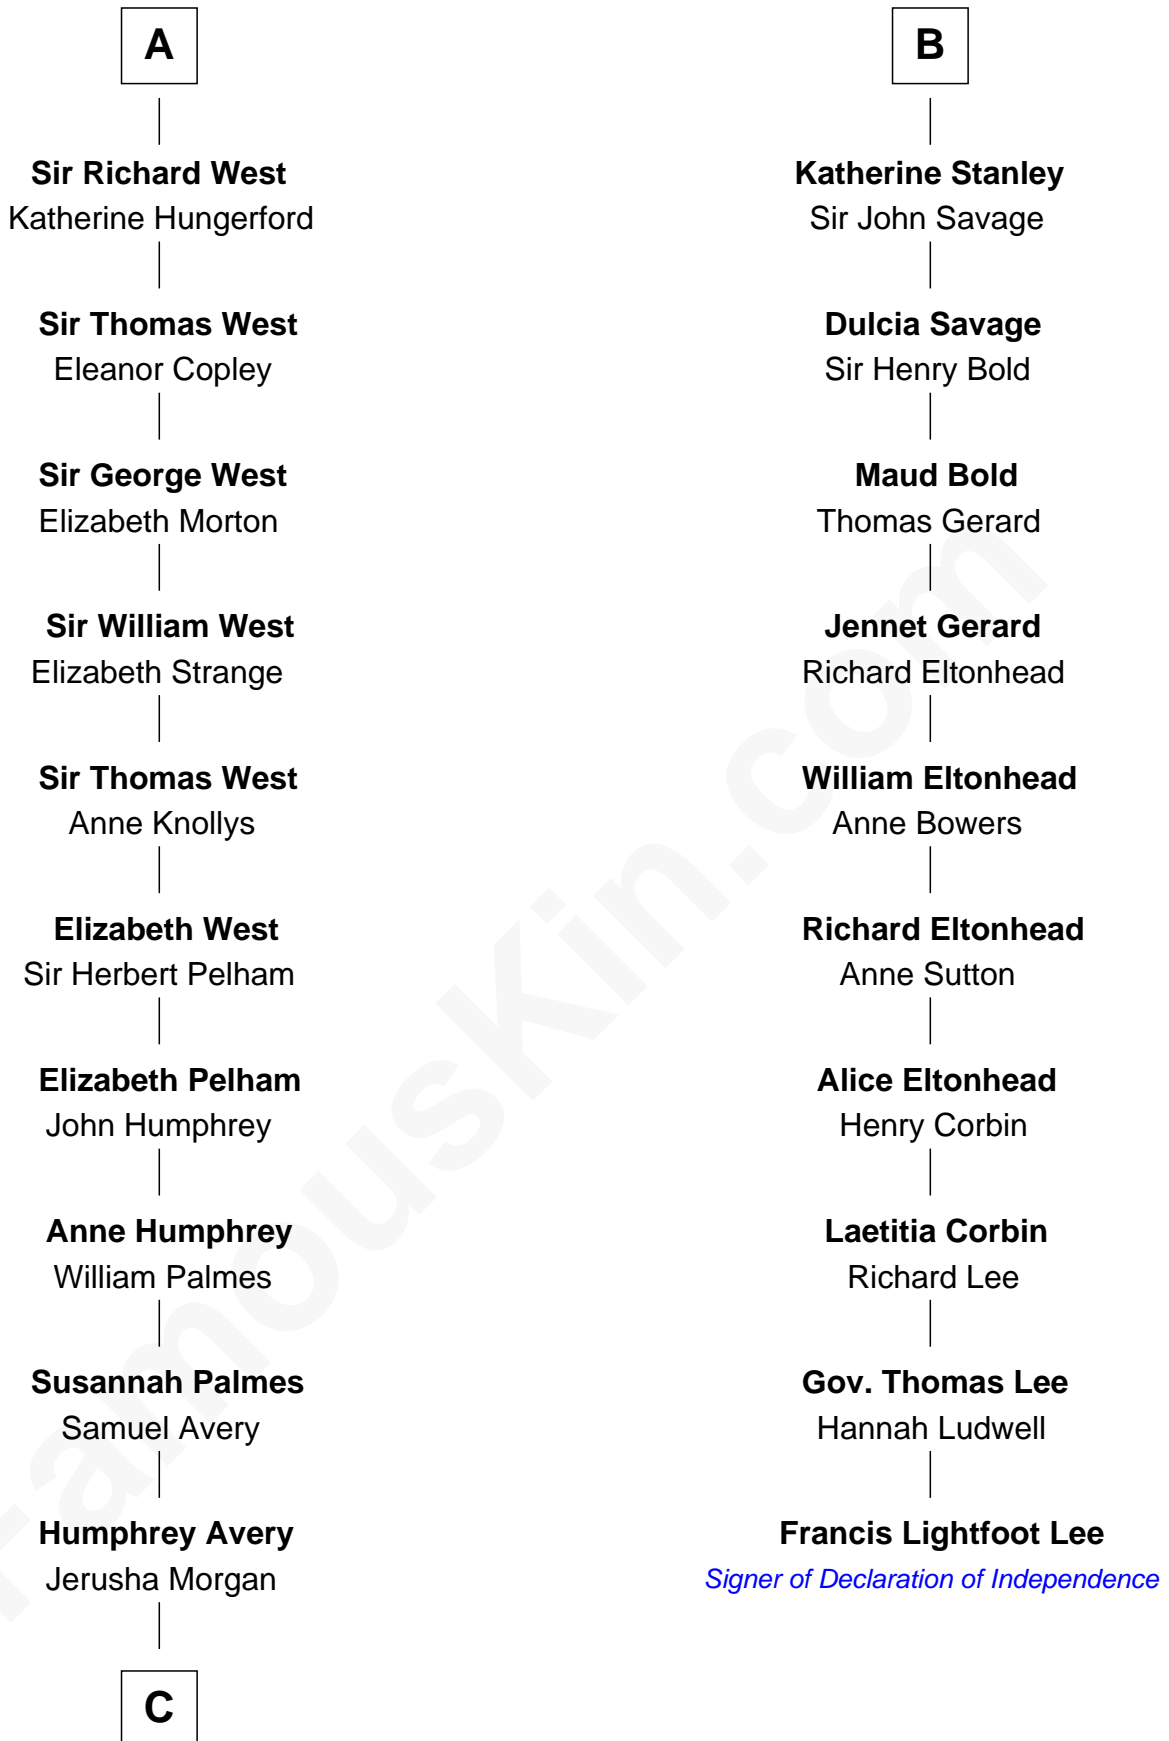 A
Sir Richard West
Katherine Hungerford
Sir Thomas West
Eleanor Copley
Sir George West
Elizabeth Morton
Sir William West
Elizabeth Strange
Sir Thomas West
Anne Knollys
Elizabeth West
Sir Herbert Pelham
Elizabeth Pelham
John Humphrey
Anne Humphrey
William Palmes
Susannah Palmes
Samuel Avery
Humphrey Avery
Jerusha Morgan
C
B
Katherine Stanley
Sir John Savage
Dulcia Savage
Sir Henry Bold
Maud Bold
Thomas Gerard
Jennet Gerard
Richard Eltonhead
William Eltonhead
Anne Bowers
Richard Eltonhead
Anne Sutton
Alice Eltonhead
Henry Corbin
Laetitia Corbin
Richard Lee
Gov. Thomas Lee
Hannah Ludwell
Francis Lightfoot Lee
Signer of Declaration of Independence
FamousKin.com